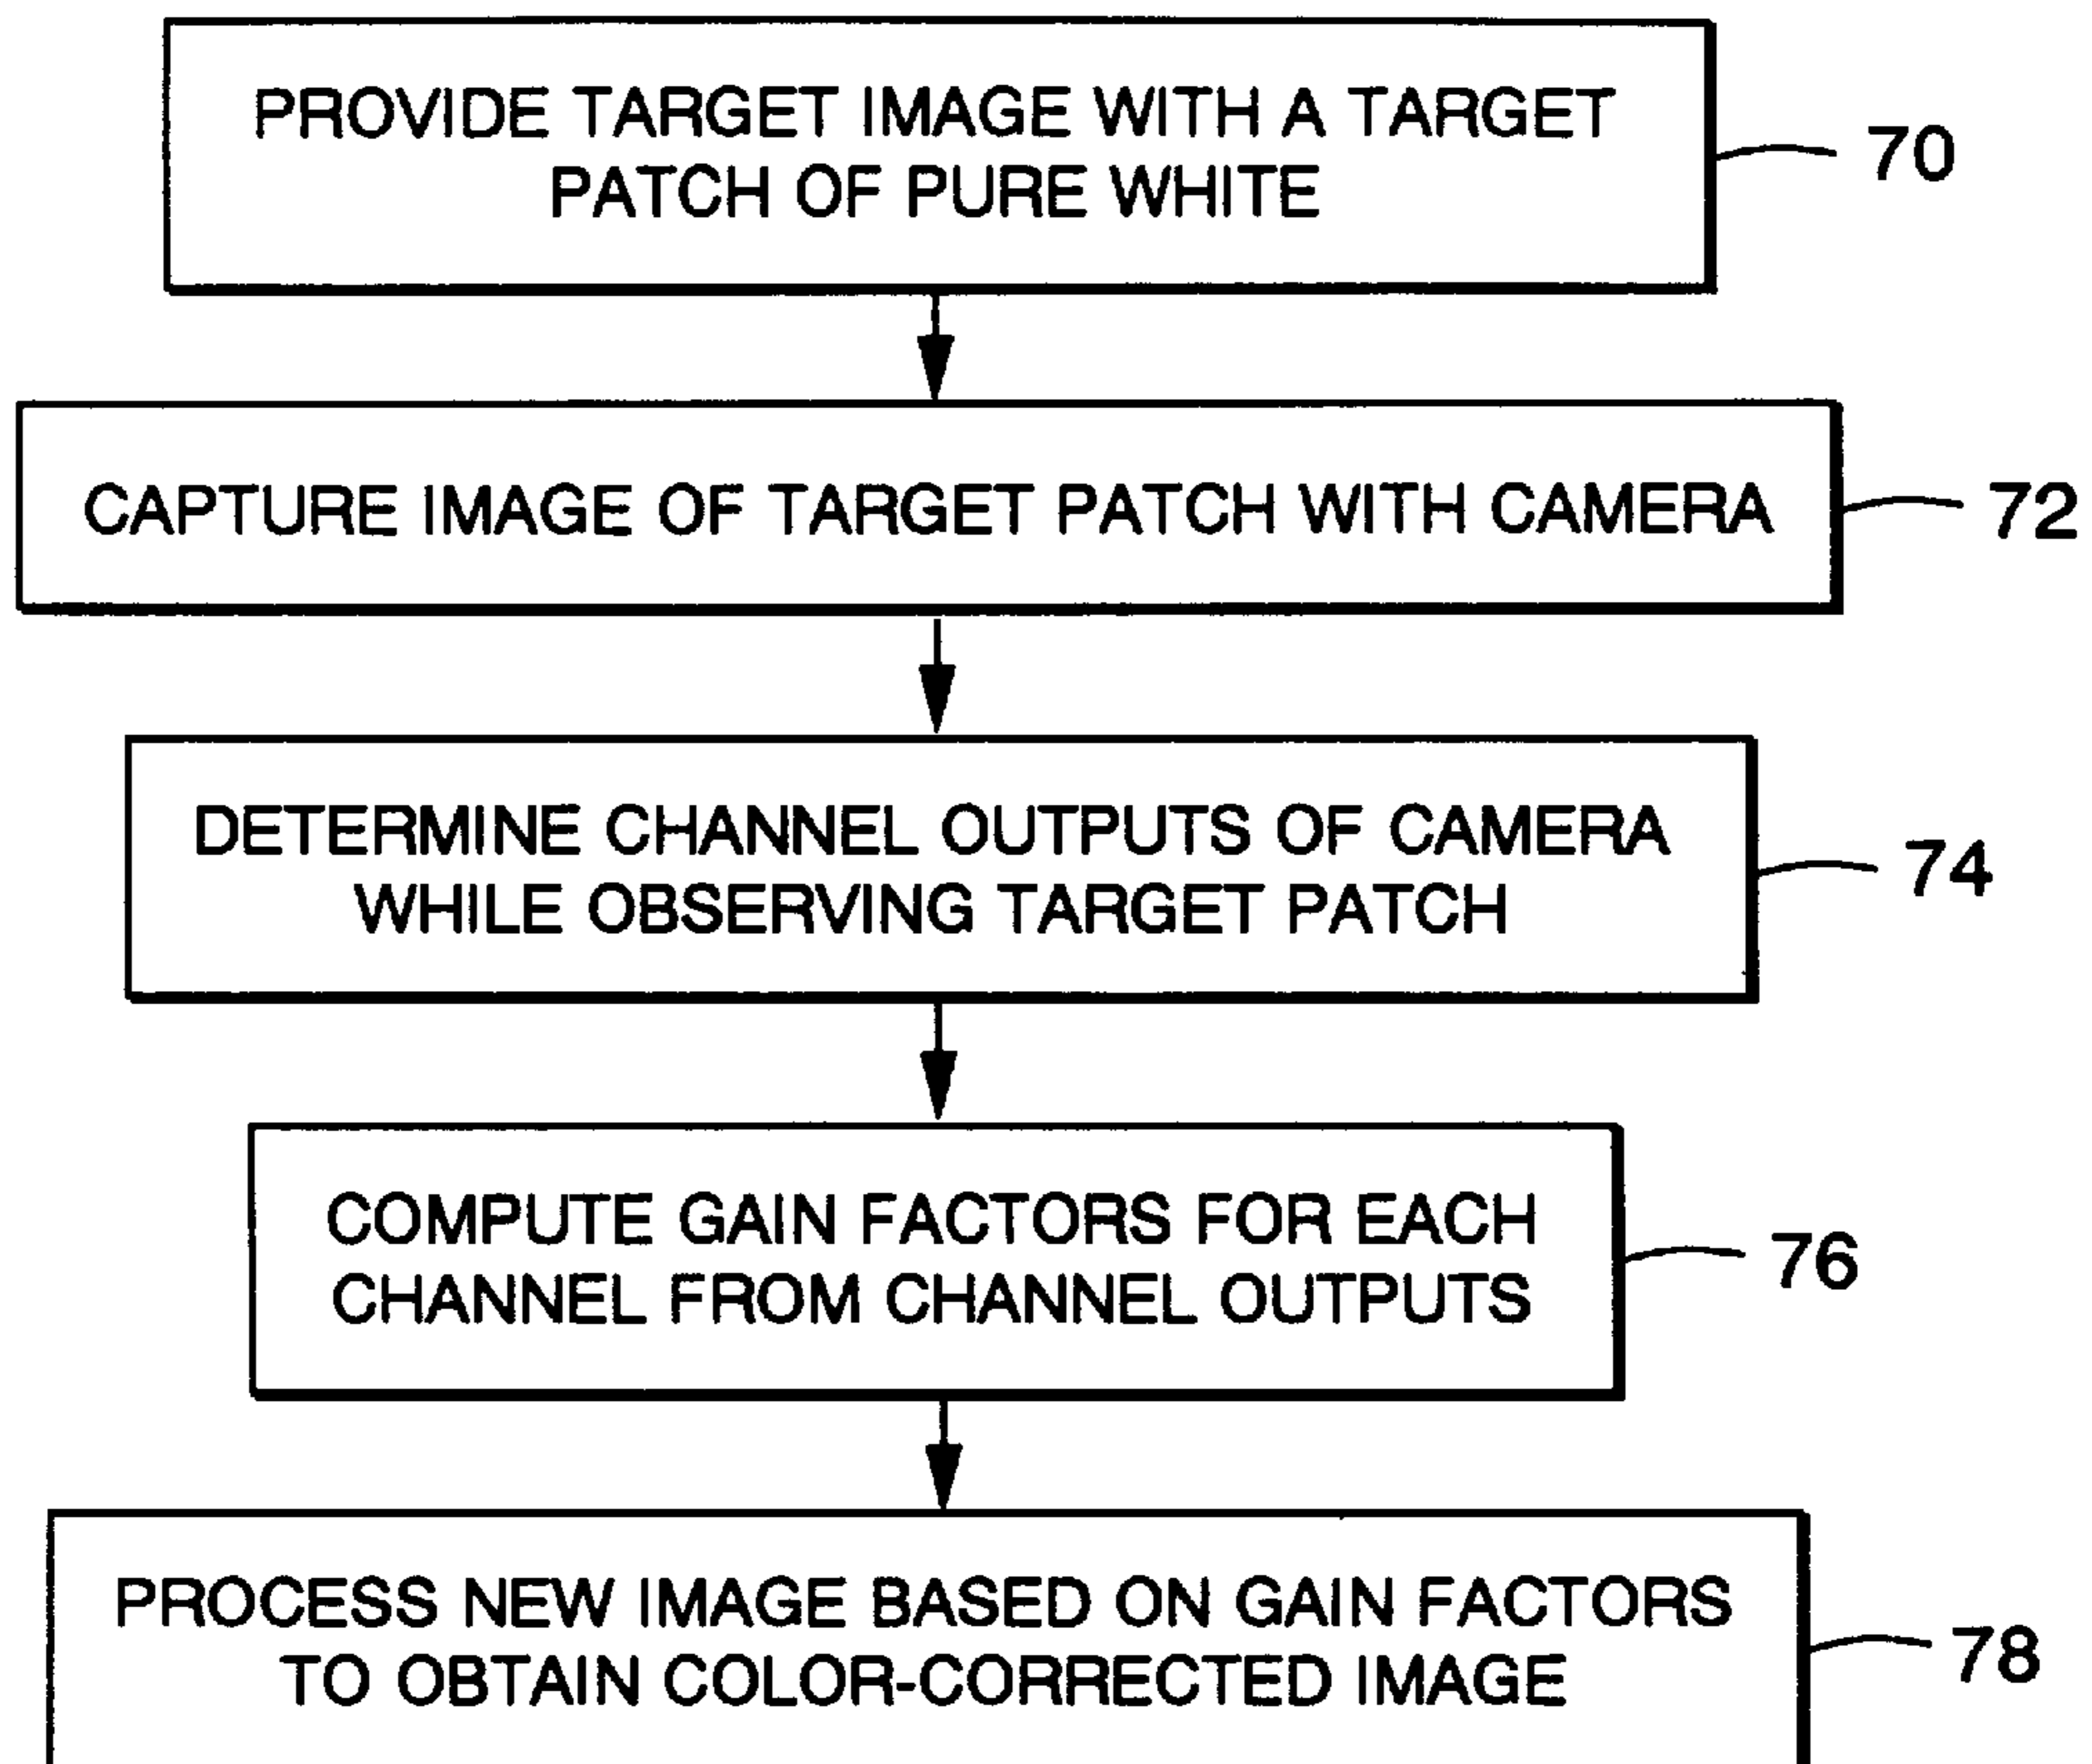 PROVIDE TARGET IMAGE WITH A TARGET
PATCH OF PURE WHITE
70
CAPTURE IMAGE OF TARGET PATCH WITH CAMERA
72
DETERMINE CHANNEL OUTPUTS OF CAMERA
WHILE OBSERVING TARGET PATCH
74
COMPUTE GAIN FACTORS FOR EACH
CHANNEL FROM CHANNEL OUTPUTS
76
PROCESS NEW IMAGE BASED ON GAIN FACTORS
TO OBTAIN COLOR-CORRECTED IMAGE
78